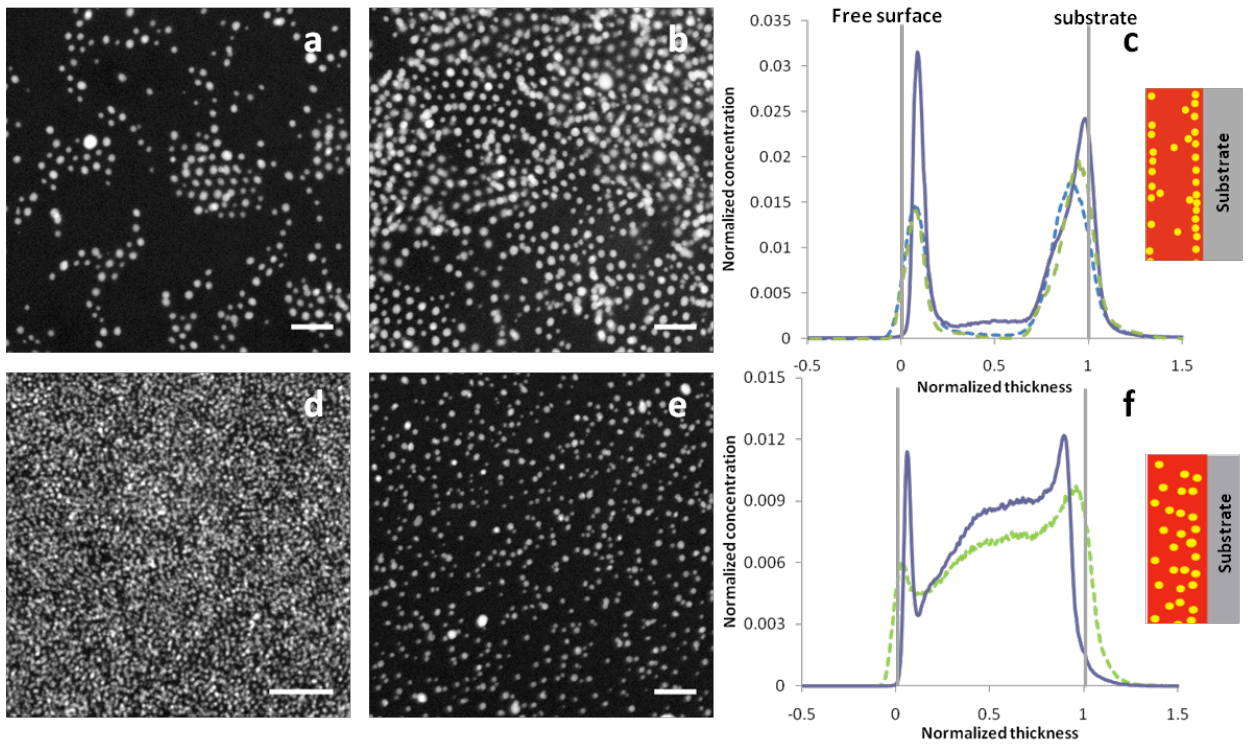 a
b
Free surface
substrate
c
Normalized concentration
0.035
0.03
0.025
0.02
0.015
0.01
0.005
0
-0.5
0
0.5
1
1.5
Normalized thickness
Substrate
d
e
f
Normalized concentration
0.015
0.012
0.009
0.006
0.003
0
-0.5
0
0.5
1
1.5
Normalized thickness
Substrate